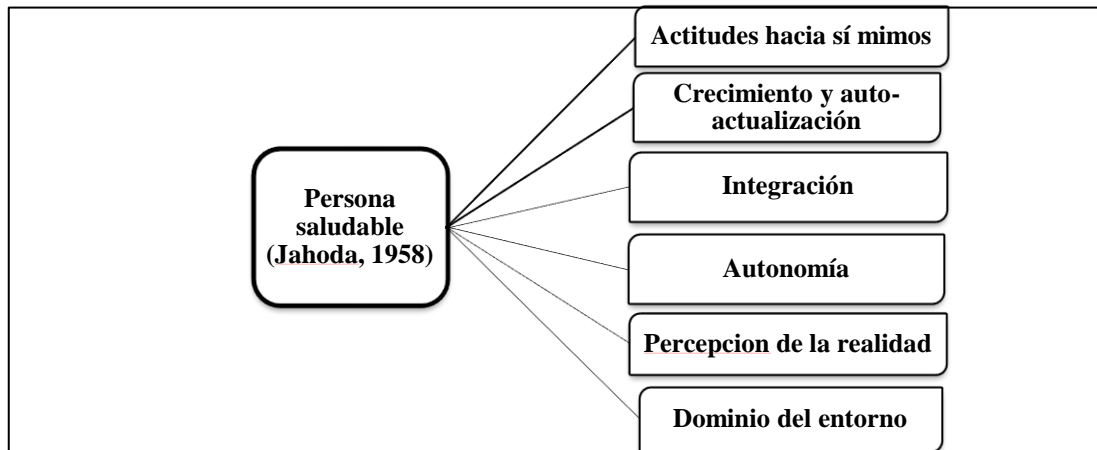 Persona
saludable
(Jahoda, 1958)
Actitudes hacia sí mimos
Crecimiento y auto-
actualización
Integración
Autonomía
Percepcion de la realidad
Dominio del entorno